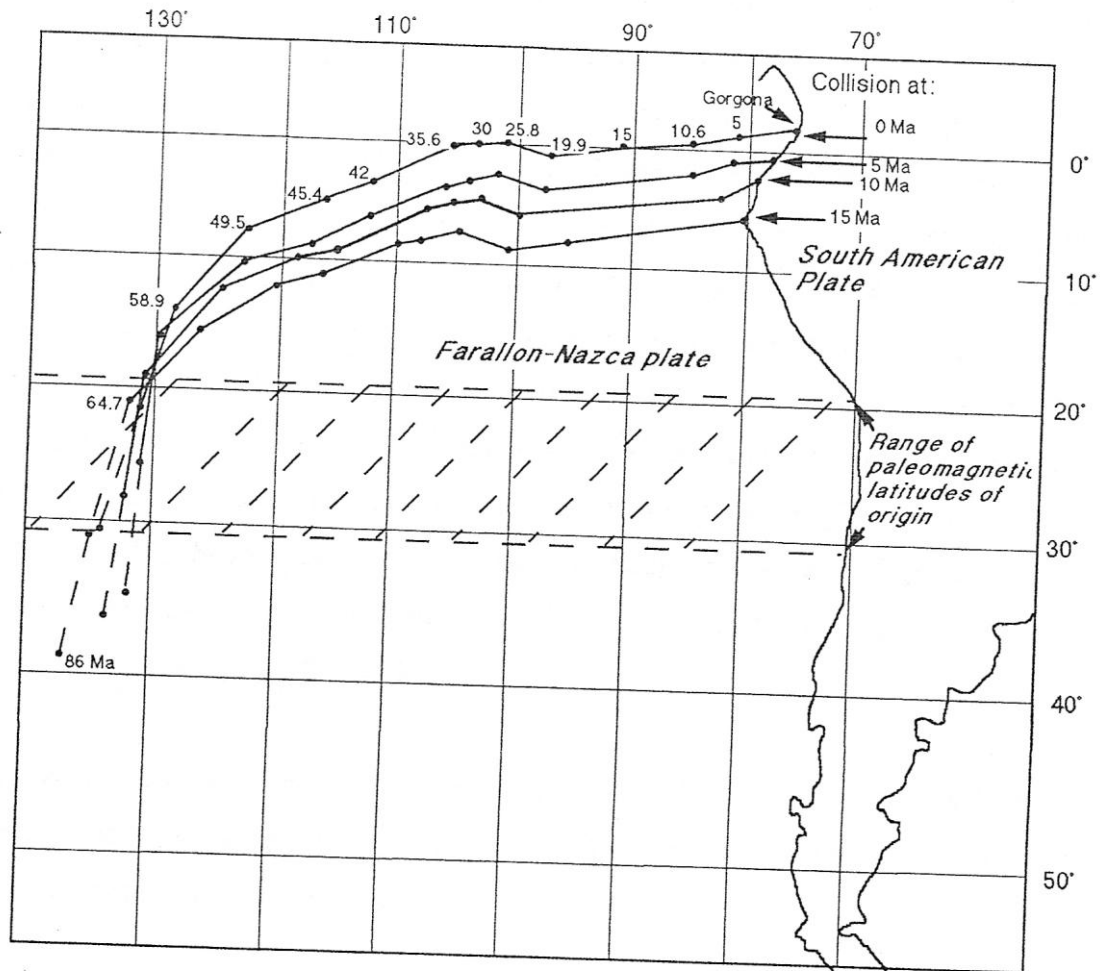 130° 110° 90° 70°
Collision at:
Gorgona
35.6 30 25.8 19.9 15 10.6 5 0 Ma
0°
5 Ma
10 Ma
42
45.4
15 Ma
49.5
South American
Plate
10°
58.9
Farallon-Nazca plate
64.7
20°
Range of
paleomagnetic
latitudes of
origin
30°
86 Ma
40°
50°